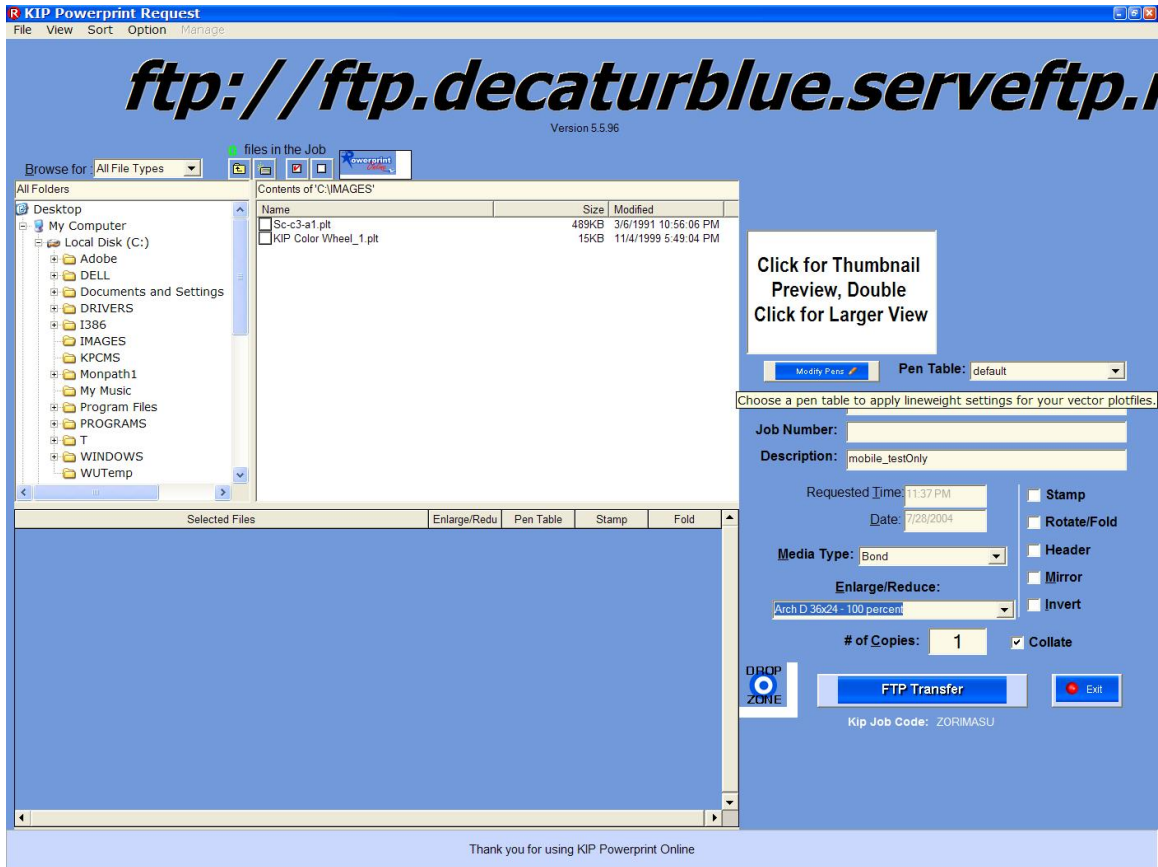 KIP Powerprint Request
File View Sort Option Manage
ftp://ftp.decaturblue.serveftp.
Version 5.5.96
files in the Job
Browse for : All File Types
Powerprint Online
All Folders
Contents of 'C:\IMAGES'
Desktop
My Computer
Local Disk (C:)
Adobe
DELL
Documents and Settings
DRIVERS
I386
IMAGES
KPCMS
Monpath1
My Music
Program Files
PROGRAMS
T
WINDOWS
WUTemp
Name Size Modified
Sc-c3-a1.plt 489KB 3/6/1991 10:56:06 PM
KIP Color Wheel_1.plt 15KB 11/4/1999 5:49:04 PM
Click for Thumbnail
Preview, Double
Click for Larger View
Modify Pens Pen Table: default
Choose a pen table to apply lineweight settings for your vector plotfiles.
Job Number:
Description: mobile_testOnly
Requested Time: 11:37 PM
Date: 7/28/2004
Media Type: Bond
Enlarge/Reduce:
Arch D 36x24 - 100 percent
Stamp
Rotate/Fold
Header
Mirror
Invert
# of Copies: 1 Collate
DROP
ZONE
FTP Transfer Exit
Kip Job Code: ZORIMASU
Selected Files Enlarge/Redu Pen Table Stamp Fold
Thank you for using KIP Powerprint Online